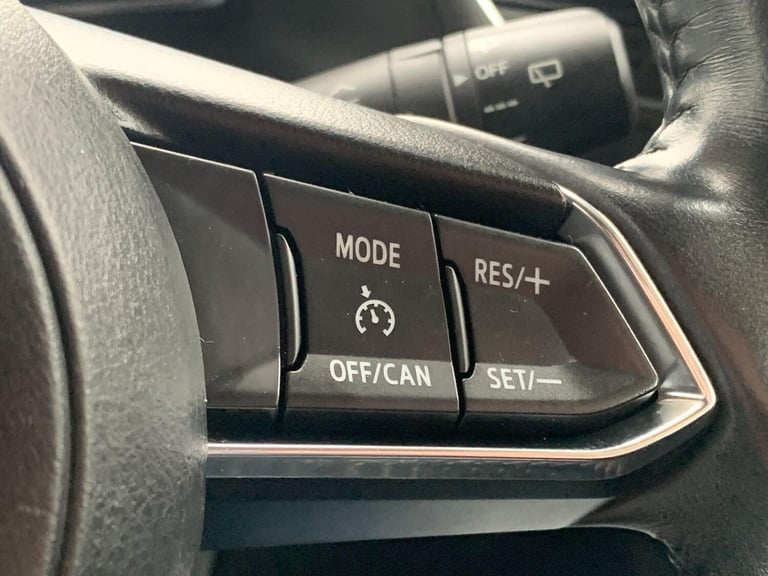 OFF
MODE
RES/+
OFF/CAN
SET/−